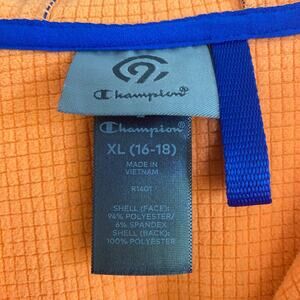 Champion
Champion
XL (16-18)
MADE IN
VIETNAM
R1401
SHELL (FACE):
94% POLYESTER/
6% SPANDEX
SHELL (BACK):
100% POLYESTER